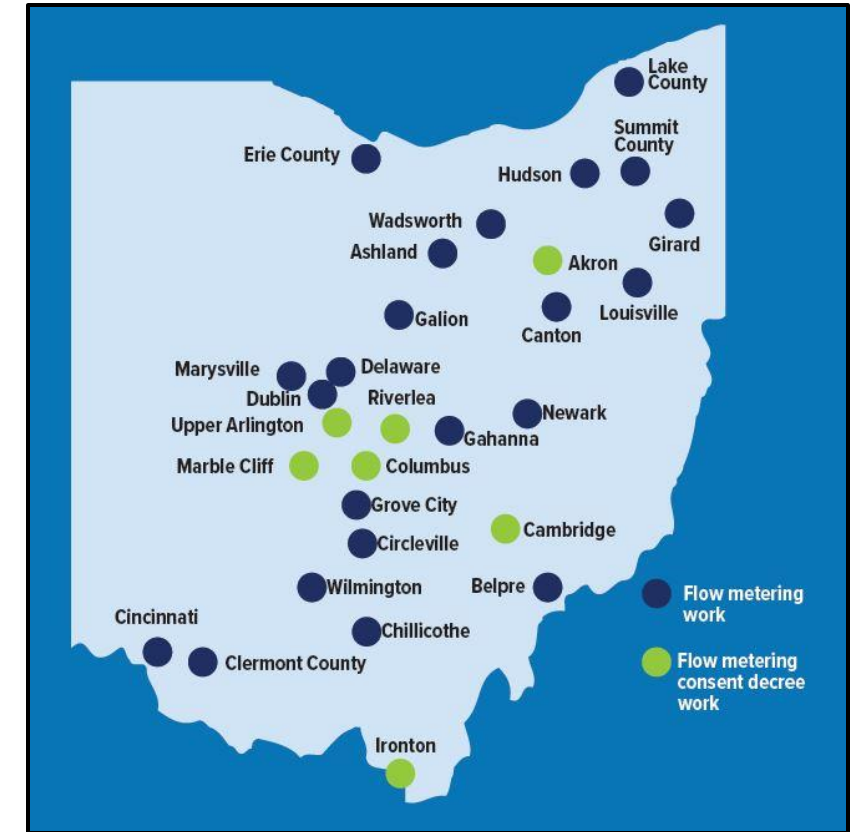 Lake
County
Summit
County
Erie County
Hudson
Wadsworth
Girard
Ashland
Akron
Louisville
Galion
Canton
Marysville
Delaware
Dublin
Riverlea
Newark
Upper Arlington
Gahanna
Marble Cliff
Columbus
Grove City
Cambridge
Circleville
Wilmington
Belpre
Flow metering
work
Cincinnati
Chillicothe
Clermont County
Flow metering
consent decree
work
Ironton